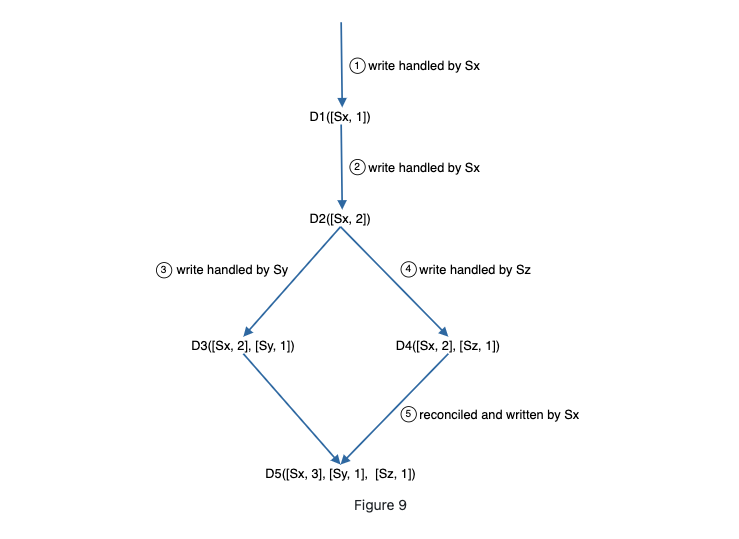 ① write handled by Sx
D1([Sx, 1])
② write handled by Sx
D2([Sx, 2])
③ write handled by Sy
④ write handled by Sz
D3([Sx, 2], [Sy, 1])
D4([Sx, 2], [Sz, 1])
⑤ reconciled and written by Sx
D5([Sx, 3], [Sy, 1], [Sz, 1])
Figure 9